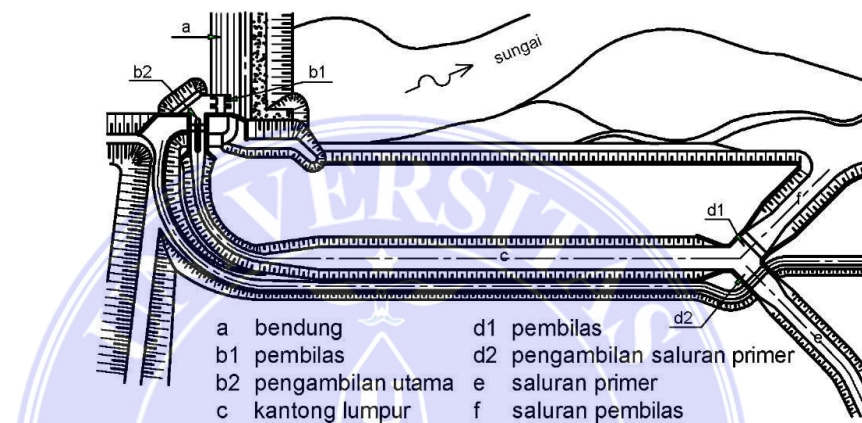 a
b2
b1
sungai
f
d1
c
d2
e
UNIVERSITAS
a bendung
b1 pembilas
b2 pengambilan utama
c kantong lumpur
d1 pembilas
d2 pengambilan saluran primer
e saluran primer
f saluran pembilas